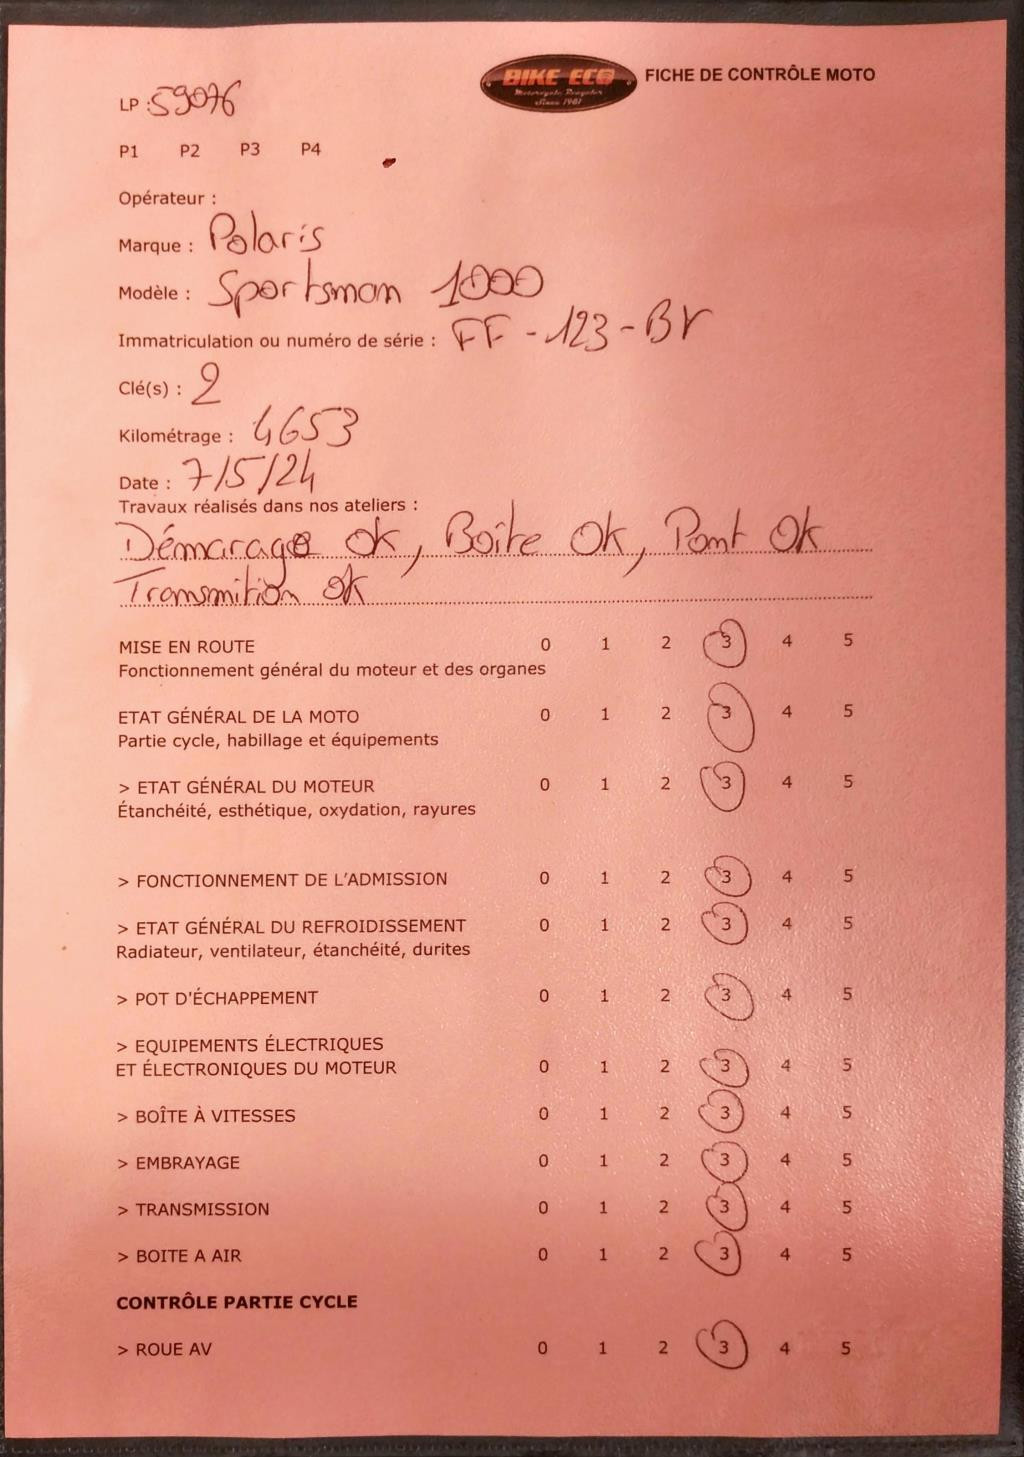 BIKE ECO
Motorcycle Recycler
Since 1981
FICHE DE CONTRÔLE MOTO
LP : 59076
P1 P2 P3 P4
Opérateur :
Marque : Polaris
Modèle : Sportsman 1000
Immatriculation ou numéro de série : FF-123-BV
Clé(s) : 2
Kilométrage : 4653
Date : 7/5/24
Travaux réalisés dans nos ateliers :
Démarage ok, Boîte Ok, Pont Ok
Transmition ok
MISE EN ROUTE 0 1 2 3 4 5
Fonctionnement général du moteur et des organes
ETAT GÉNÉRAL DE LA MOTO 0 1 2 3 4 5
Partie cycle, habillage et équipements
> ETAT GÉNÉRAL DU MOTEUR 0 1 2 3 4 5
Étanchéité, esthétique, oxydation, rayures
> FONCTIONNEMENT DE L'ADMISSION 0 1 2 3 4 5
> ETAT GÉNÉRAL DU REFROIDISSEMENT 0 1 2 3 4 5
Radiateur, ventilateur, étanchéité, durites
> POT D'ÉCHAPPEMENT 0 1 2 3 4 5
> EQUIPEMENTS ÉLECTRIQUES
ET ÉLECTRONIQUES DU MOTEUR 0 1 2 3 4 5
> BOÎTE À VITESSES 0 1 2 3 4 5
> EMBRAYAGE 0 1 2 3 4 5
> TRANSMISSION 0 1 2 3 4 5
> BOITE A AIR 0 1 2 3 4 5
CONTRÔLE PARTIE CYCLE
> ROUE AV 0 1 2 3 4 5